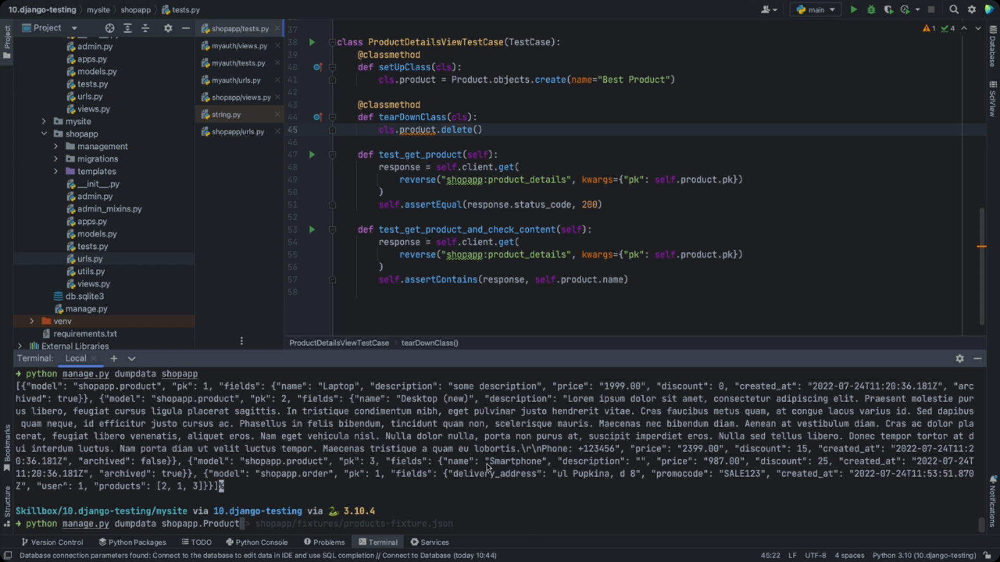 10.django-testing mysite shopapp tests.py
main
Project
admin.py
apps.py
models.py
tests.py
urls.py
views.py
mysite
shopapp
management
migrations
templates
__init__.py
admin.py
admin_mixins.py
apps.py
models.py
tests.py
urls.py
utils.py
views.py
db.sqlite3
manage.py
venv
requirements.txt
External Libraries
shopapp/tests.py
myauth/views.py
myauth/tests.py
myauth/urls.py
shopapp/views.py
string.py
shopapp/urls.py
1 4
37
38 class ProductDetailsViewTestCase(TestCase):
39 @classmethod
40 def setUpClass(cls):
41 cls.product = Product.objects.create(name="Best Product")
42
43 @classmethod
44 def tearDownClass(cls):
45 cls.product.delete()
46
47 def test_get_product(self):
48 response = self.client.get(
49 reverse("shopapp:product_details", kwargs={"pk": self.product.pk})
50 )
51 self.assertEqual(response.status_code, 200)
52
53 def test_get_product_and_check_content(self):
54 response = self.client.get(
55 reverse("shopapp:product_details", kwargs={"pk": self.product.pk})
56 )
57 self.assertContains(response, self.product.name)
58
ProductDetailsViewTestCase tearDownClass()
Project
Bookmarks
Structure
Database
SciView
Notifications
Terminal: Local
→ python manage.py dumpdata shopapp
[{"model": "shopapp.product", "pk": 1, "fields": {"name": "Laptop", "description": "some description", "price": "1999.00", "discount": 0, "created_at": "2022-07-24T11:20:36.181Z", "arc
hived": true}}, {"model": "shopapp.product", "pk": 2, "fields": {"name": "Desktop (new)", "description": "Lorem ipsum dolor sit amet, consectetur adipiscing elit. Praesent molestie pur
us libero, feugiat cursus ligula placerat sagittis. In tristique condimentum nibh, eget pulvinar justo hendrerit vitae. Cras faucibus metus quam, at congue lacus varius id. Sed dapibus
quam neque, id efficitur justo cursus ac. Phasellus in felis bibendum, tincidunt quam non, scelerisque mauris. Maecenas nec bibendum diam. Aenean at vestibulum diam. Cras ac dolor pla
cerat, feugiat libero venenatis, aliquet eros. Nam eget vehicula nisl. Nulla dolor nulla, porta non purus at, suscipit imperdiet eros. Nulla sed tellus libero. Donec tempor tortor at d
ui interdum luctus. Nam porta diam ut velit luctus tempor. Maecenas tristique a quam eu lobortis.\r\nPhone: +123456", "price": "2399.00", "discount": 15, "created_at": "2022-07-24T11:2
0:36.181Z", "archived": false}}, {"model": "shopapp.product", "pk": 3, "fields": {"name": "Smartphone", "description": "", "price": "987.00", "discount": 25, "created_at": "2022-07-24T
11:20:36.181Z", "archived": true}}, {"model": "shopapp.order", "pk": 1, "fields": {"delivery_address": "ul Pupkina, d 8", "promocode": "SALE123", "created_at": "2022-07-24T11:53:51.870
Z", "user": 1, "products": [2, 1, 3]}}]%
Skillbox/10.django-testing/mysite via 10.django-testing via 3.10.4
→ python manage.py dumpdata shopapp.Product > shopapp/fixtures/products-fixture.json
Version Control Python Packages TODO Python Console Problems Terminal Services
Database connection parameters found: Connect to the database to edit data in IDE and use SQL completion // Connect to Database (today 10:44) 45:22 LF UTF-8 4 spaces Python 3.10 (10.django-testing)